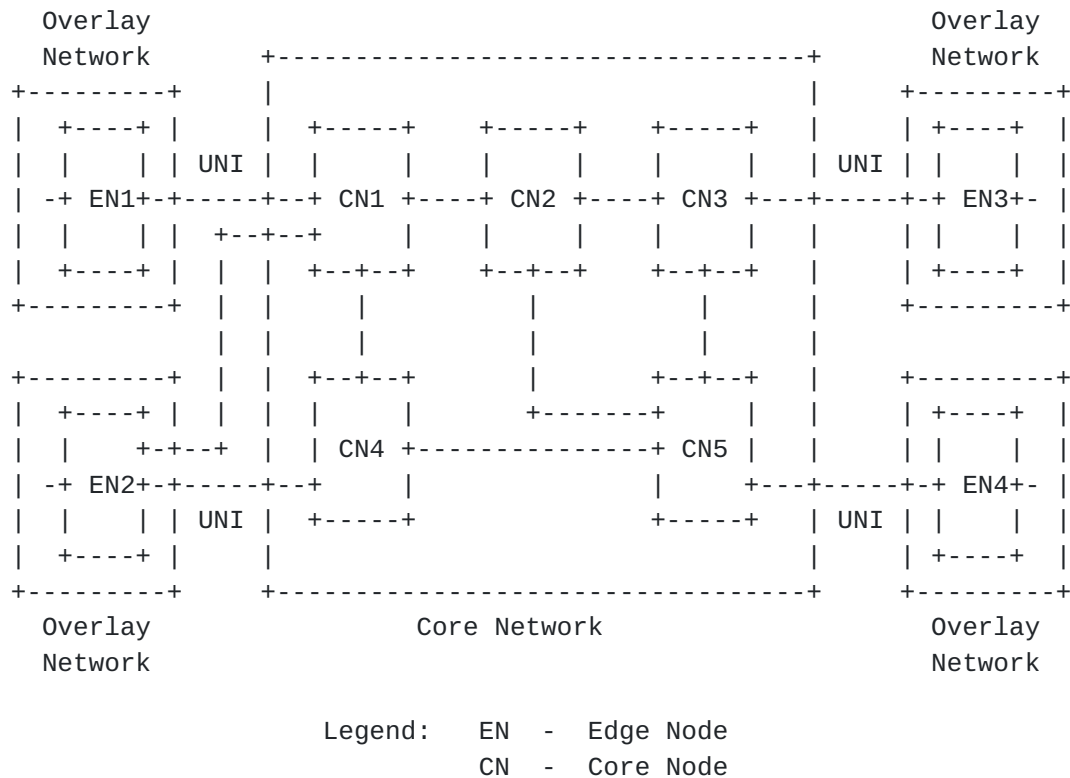 Overlay Overlay
Network Network
UNI UNI
EN1 CN1 CN2 CN3 EN3
CN4 CN5
EN2 EN4
UNI UNI
Overlay Core Network Overlay
Network Network
Legend: EN - Edge Node
CN - Core Node